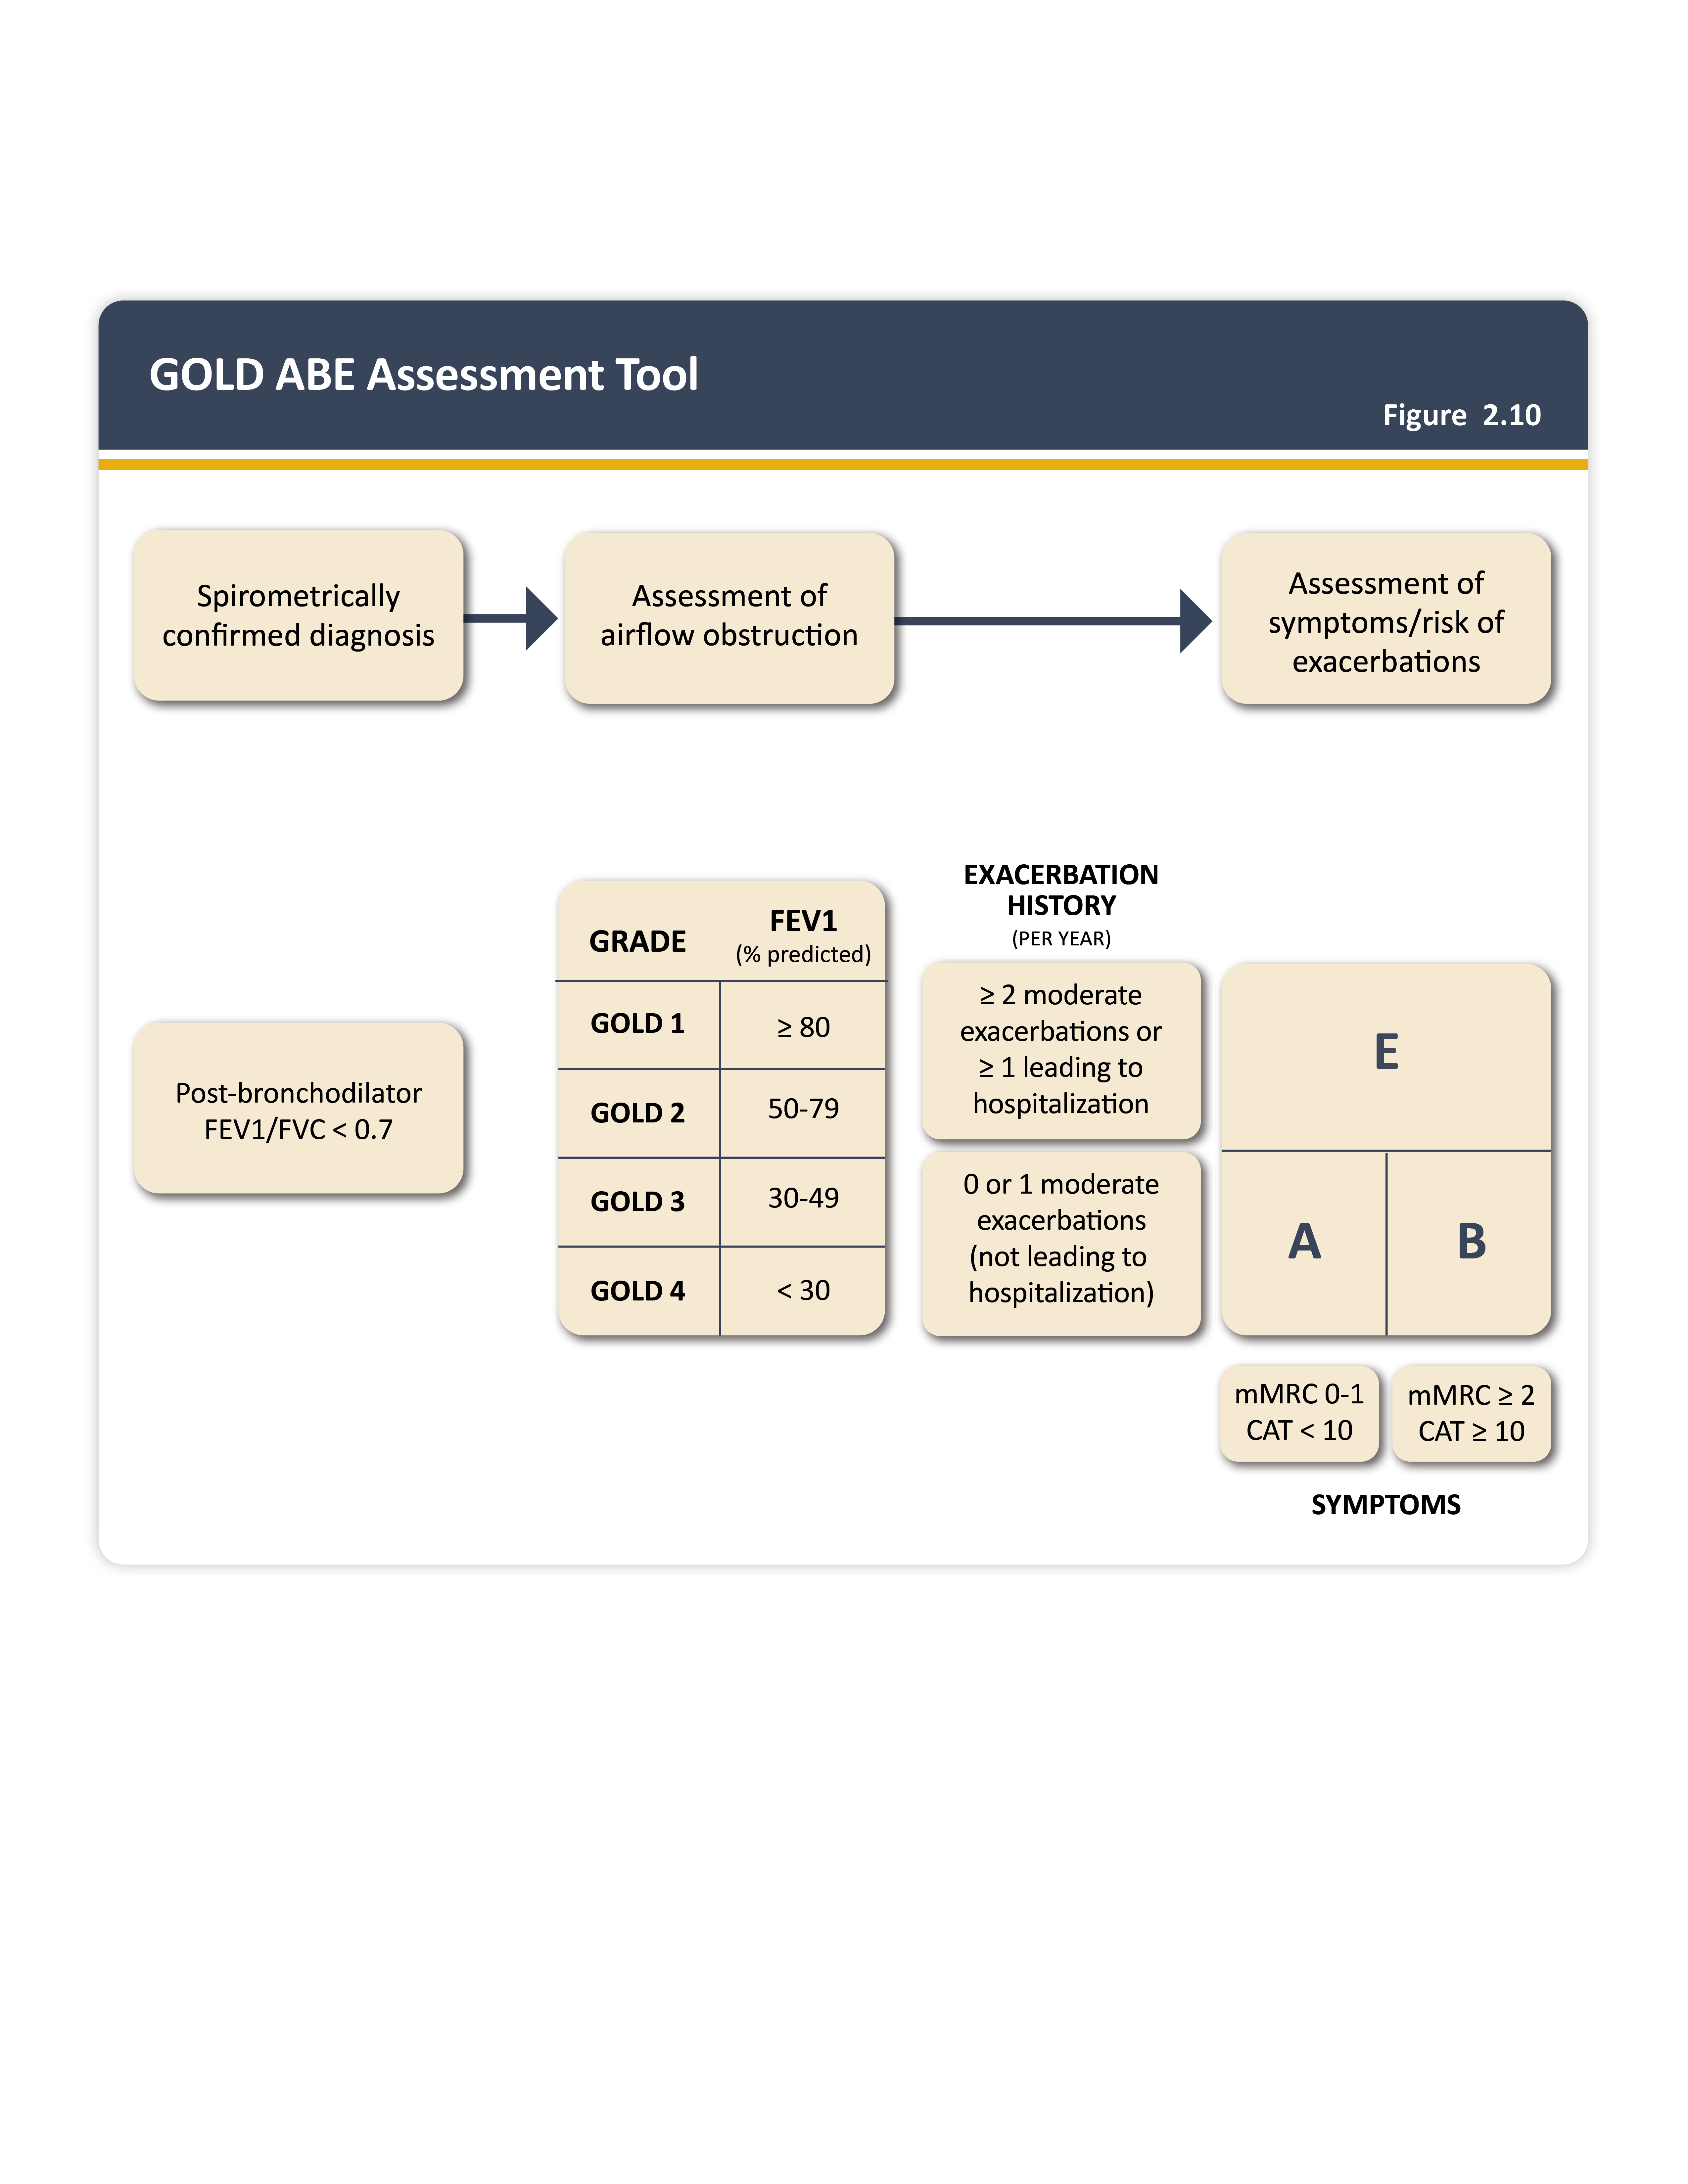 GOLD ABE Assessment Tool
Figure 2.10
Spirometrically
confirmed diagnosis
Assessment of
airflow obstruction
Assessment of
symptoms/risk of
exacerbations
Post-bronchodilator
FEV1/FVC < 0.7
GRADE
FEV1
(% predicted)
GOLD 1
≥ 80
GOLD 2
50-79
GOLD 3
30-49
GOLD 4
< 30
EXACERBATION
HISTORY
(PER YEAR)
≥ 2 moderate
exacerbations or
≥ 1 leading to
hospitalization
0 or 1 moderate
exacerbations
(not leading to
hospitalization)
E
A
B
mMRC 0-1
CAT < 10
mMRC ≥ 2
CAT ≥ 10
SYMPTOMS